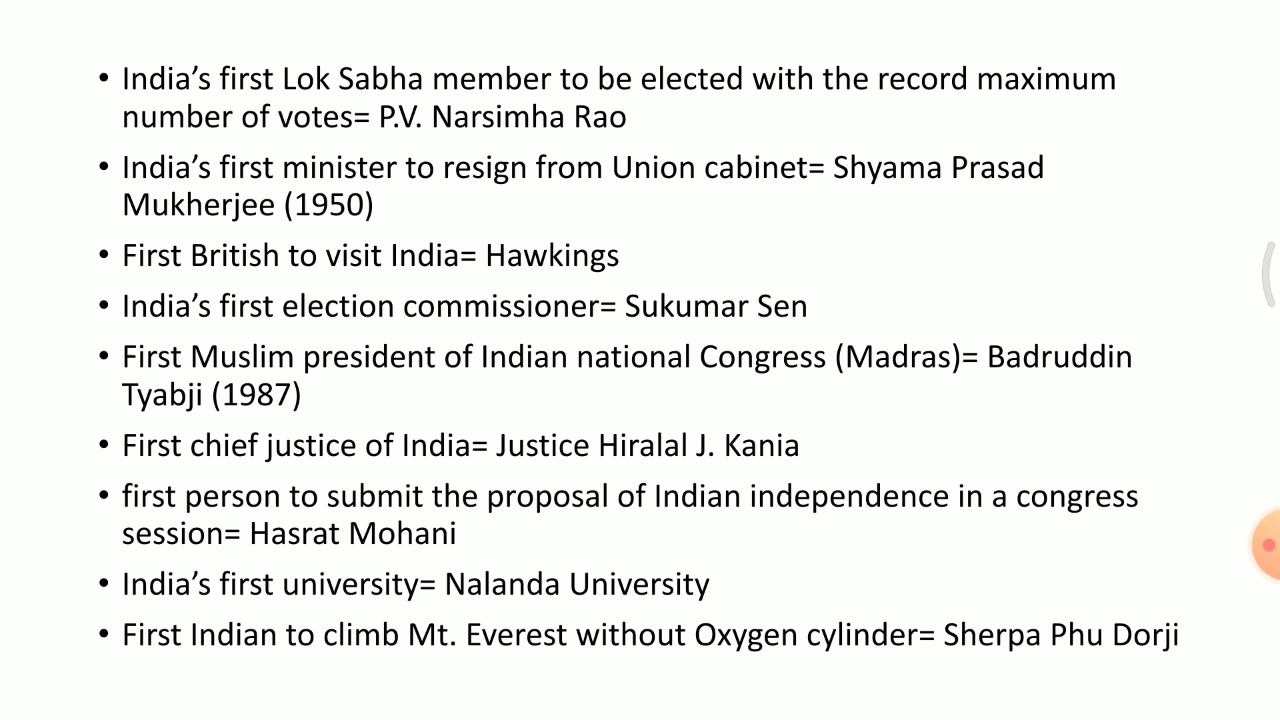 • India’s first Lok Sabha member to be elected with the record maximum
number of votes= P.V. Narsimha Rao
• India’s first minister to resign from Union cabinet= Shyama Prasad
Mukherjee (1950)
• First British to visit India= Hawkings
• India’s first election commissioner= Sukumar Sen
• First Muslim president of Indian national Congress (Madras)= Badruddin
Tyabji (1987)
• First chief justice of India= Justice Hiralal J. Kania
• first person to submit the proposal of Indian independence in a congress
session= Hasrat Mohani
• India’s first university= Nalanda University
• First Indian to climb Mt. Everest without Oxygen cylinder= Sherpa Phu Dorji